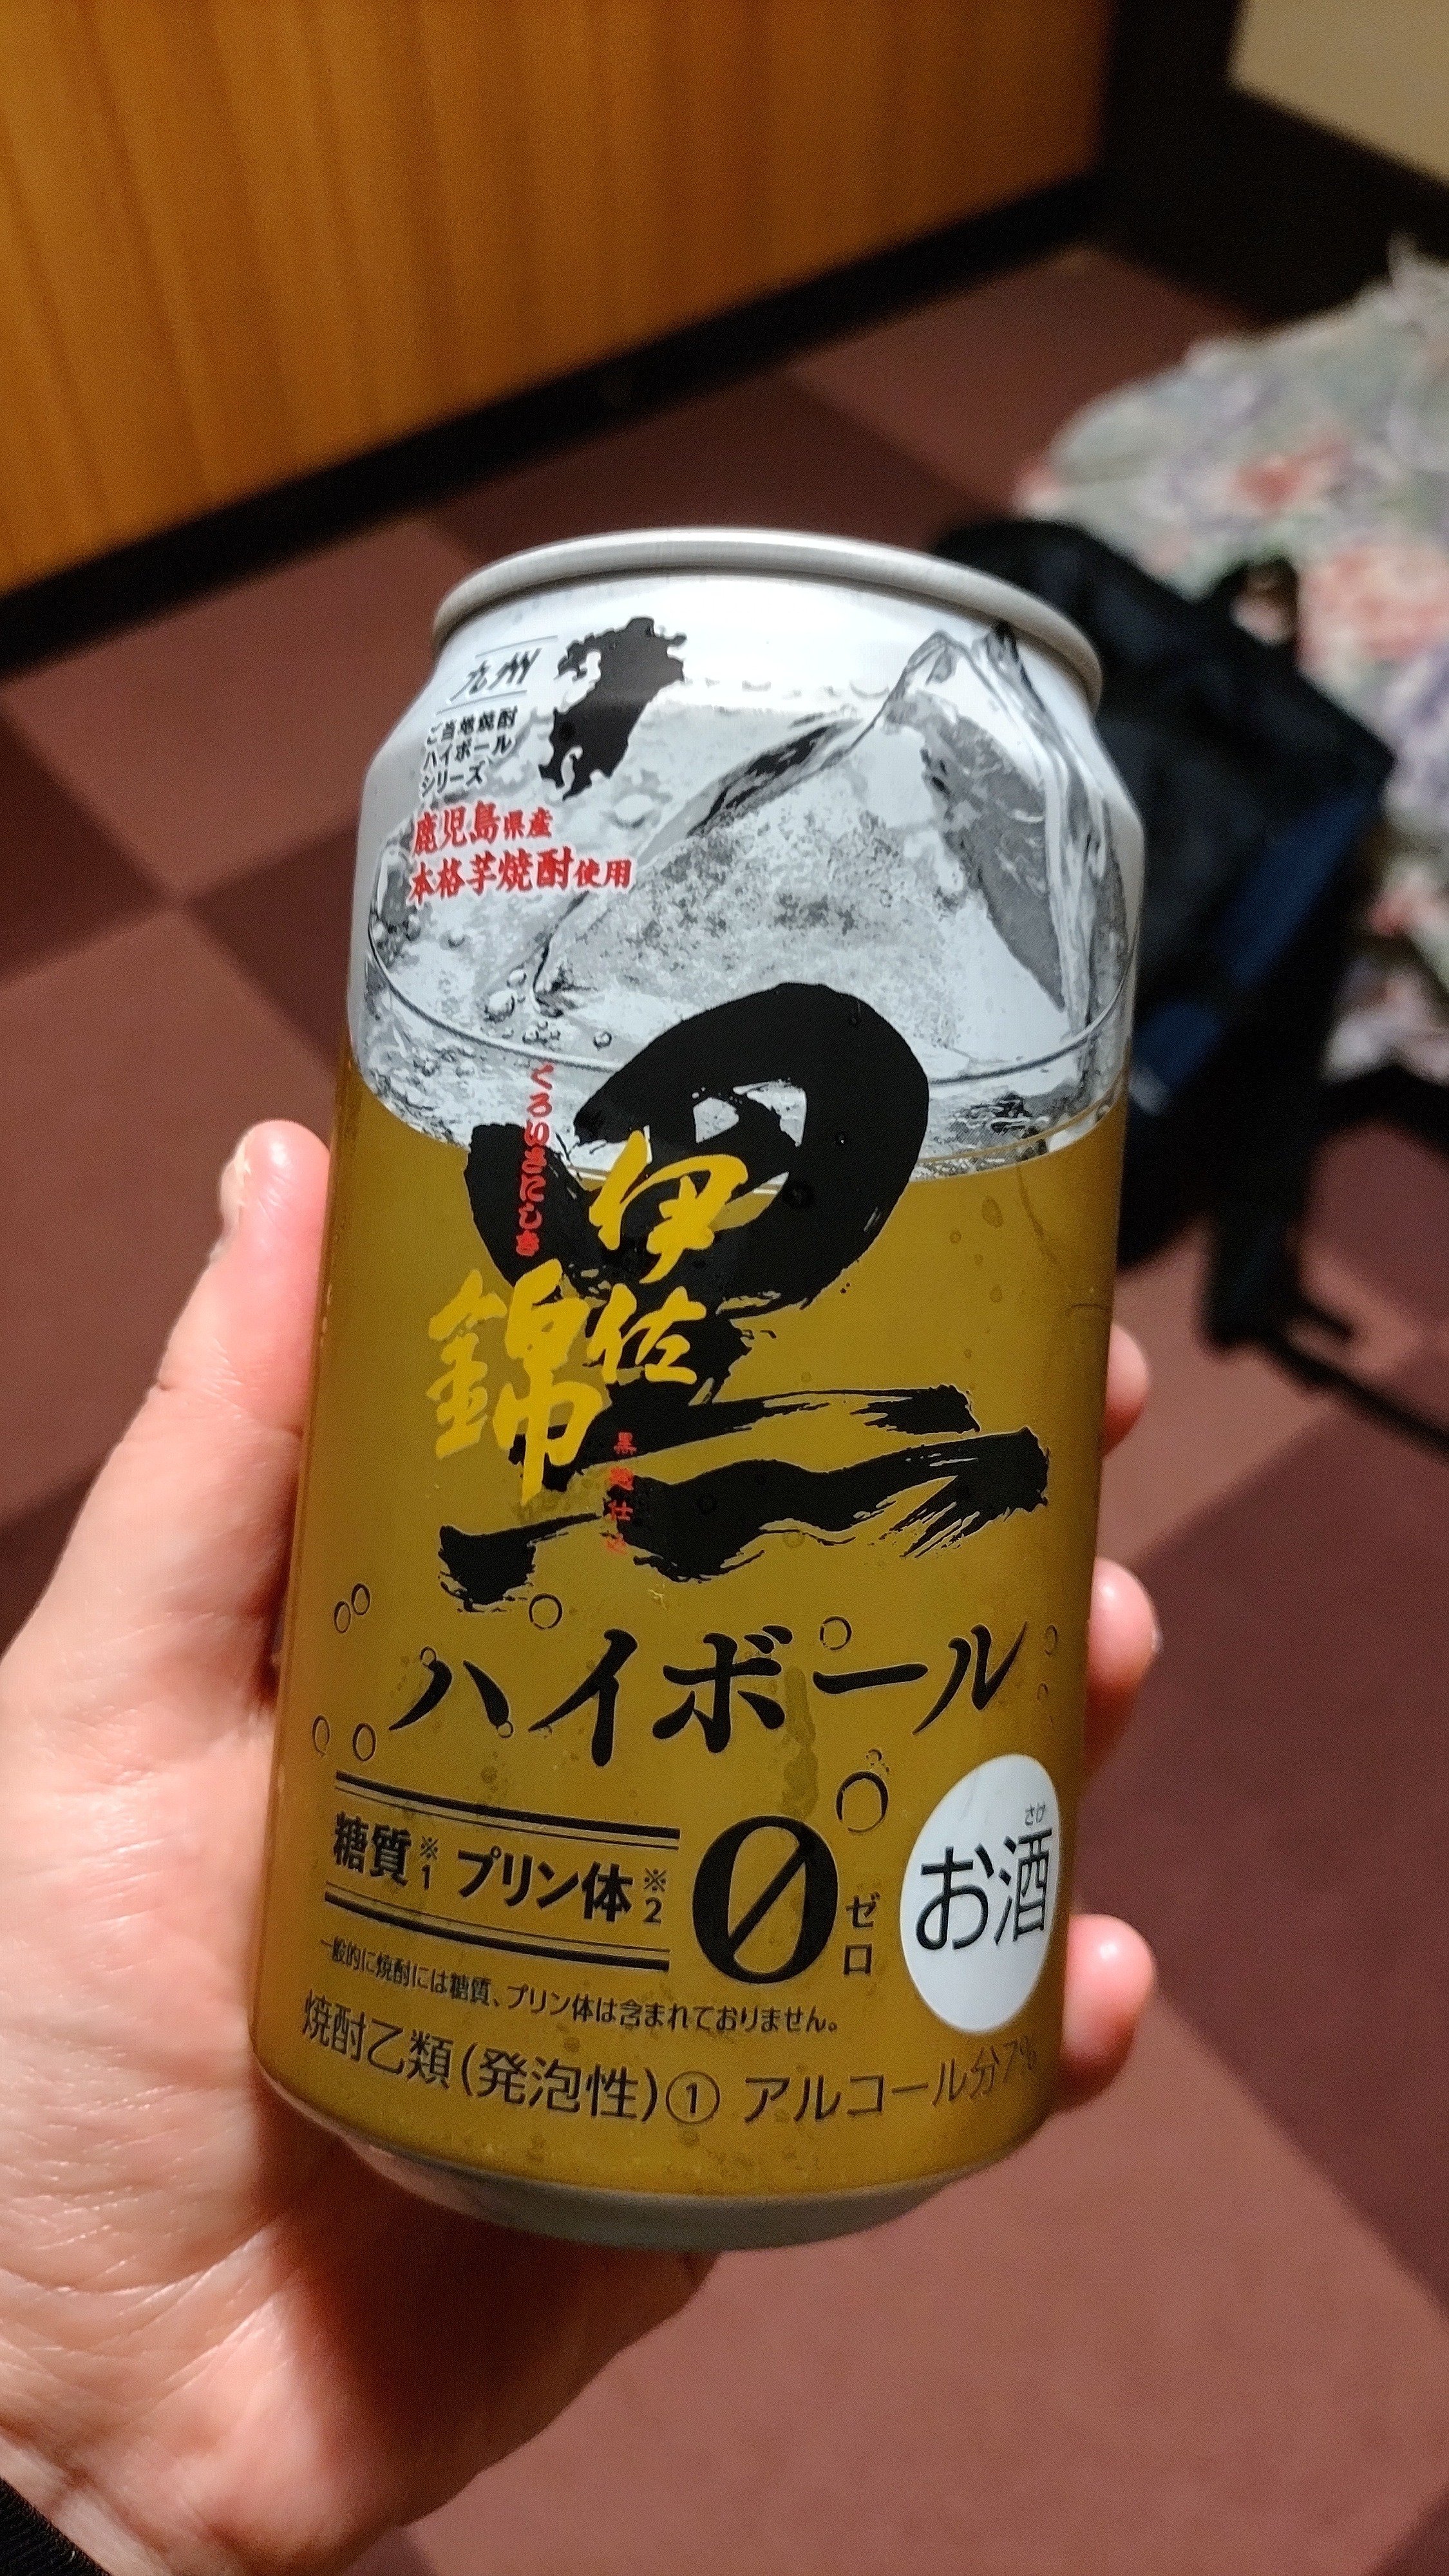 九州
ご当地焼酎
ハイボール
シリーズ
鹿児島県産
本格芋焼酎使用
くろいさにしき
黒
伊佐
錦
黒麹仕込
ハイボール
糖質※1 プリン体※2 0 ゼロ
一般的に焼酎には糖質、プリン体は含まれておりません。
お酒
さけ
焼酎乙類(発泡性)① アルコール分7%